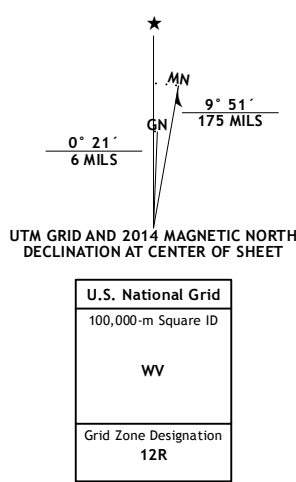 ★
MN
GN
9° 51´
175 MILS
0° 21´
6 MILS
UTM GRID AND 2014 MAGNETIC NORTH
DECLINATION AT CENTER OF SHEET
U.S. National Grid
100,000-m Square ID
WV
Grid Zone Designation
12R